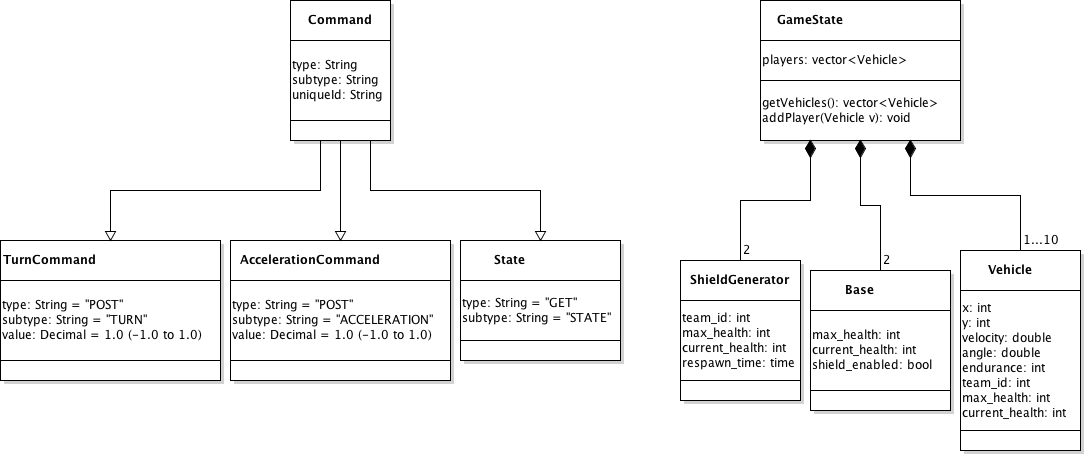 Command
type: String
subtype: String
uniqueId: String
TurnCommand
type: String = "POST"
subtype: String = "TURN"
value: Decimal = 1.0 (-1.0 to 1.0)
AccelerationCommand
type: String = "POST"
subtype: String = "ACCELERATION"
value: Decimal = 1.0 (-1.0 to 1.0)
State
type: String = "GET"
subtype: String = "STATE"
GameState
players: vector<Vehicle>
getVehicles(): vector<Vehicle>
addPlayer(Vehicle v): void
2
ShieldGenerator
team_id: int
max_health: int
current_health: int
respawn_time: time
2
Base
max_health: int
current_health: int
shield_enabled: bool
1...10
Vehicle
x: int
y: int
velocity: double
angle: double
endurance: int
team_id: int
max_health: int
current_health: int